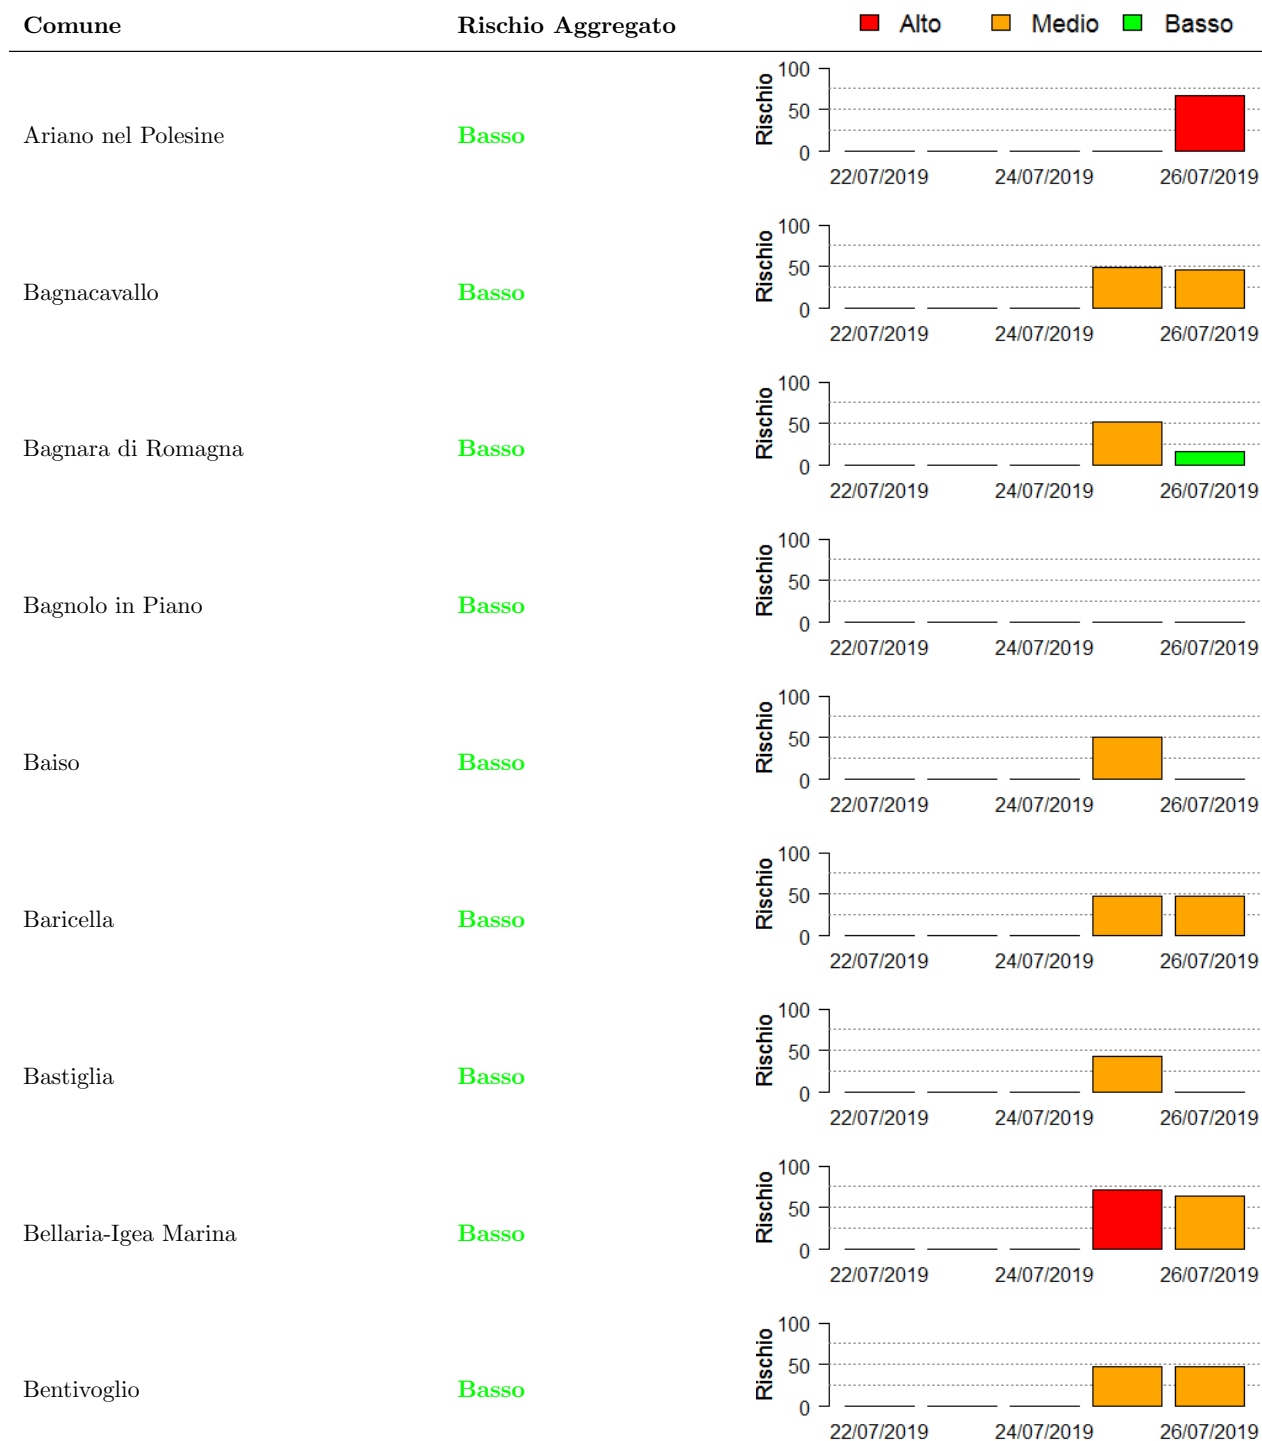 Comune Rischio Aggregato Alto Medio Basso
Ariano nel Polesine Basso
Rischio
100
50
0
22/07/2019 24/07/2019 26/07/2019
Bagnacavallo Basso
Rischio
100
50
0
22/07/2019 24/07/2019 26/07/2019
Bagnara di Romagna Basso
Rischio
100
50
0
22/07/2019 24/07/2019 26/07/2019
Bagnolo in Piano Basso
Rischio
100
50
0
22/07/2019 24/07/2019 26/07/2019
Baiso Basso
Rischio
100
50
0
22/07/2019 24/07/2019 26/07/2019
Baricella Basso
Rischio
100
50
0
22/07/2019 24/07/2019 26/07/2019
Bastiglia Basso
Rischio
100
50
0
22/07/2019 24/07/2019 26/07/2019
Bellaria-Igea Marina Basso
Rischio
100
50
0
22/07/2019 24/07/2019 26/07/2019
Bentivoglio Basso
Rischio
100
50
0
22/07/2019 24/07/2019 26/07/2019